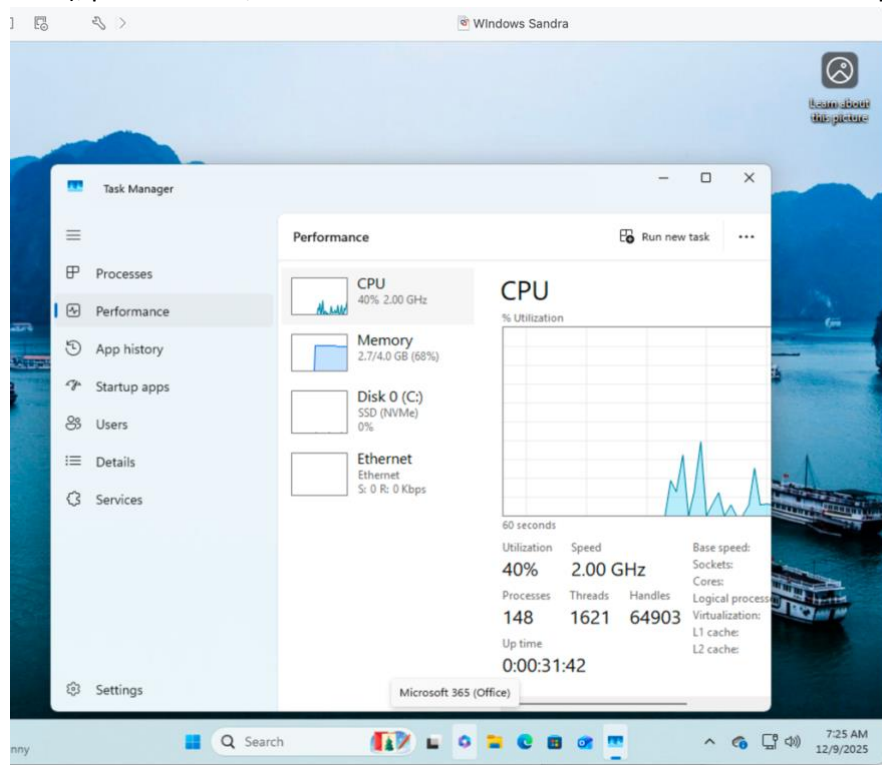 Windows Sandra
Learn about
this picture
Task Manager
Performance
Run new task
Processes
Performance
App history
Startup apps
Users
Details
Services
Settings
CPU
40% 2.00 GHz
Memory
2.7/4.0 GB (68%)
Disk 0 (C:)
SSD (NVMe)
0%
Ethernet
Ethernet
S: 0 R: 0 Kbps
CPU
% Utilization
60 seconds
Utilization Speed
40% 2.00 GHz
Processes Threads Handles
148 1621 64903
Up time
0:00:31:42
Base speed:
Sockets:
Cores:
Logical process
Virtualization:
L1 cache:
L2 cache:
Microsoft 365 (Office)
nny
Search
7:25 AM
12/9/2025